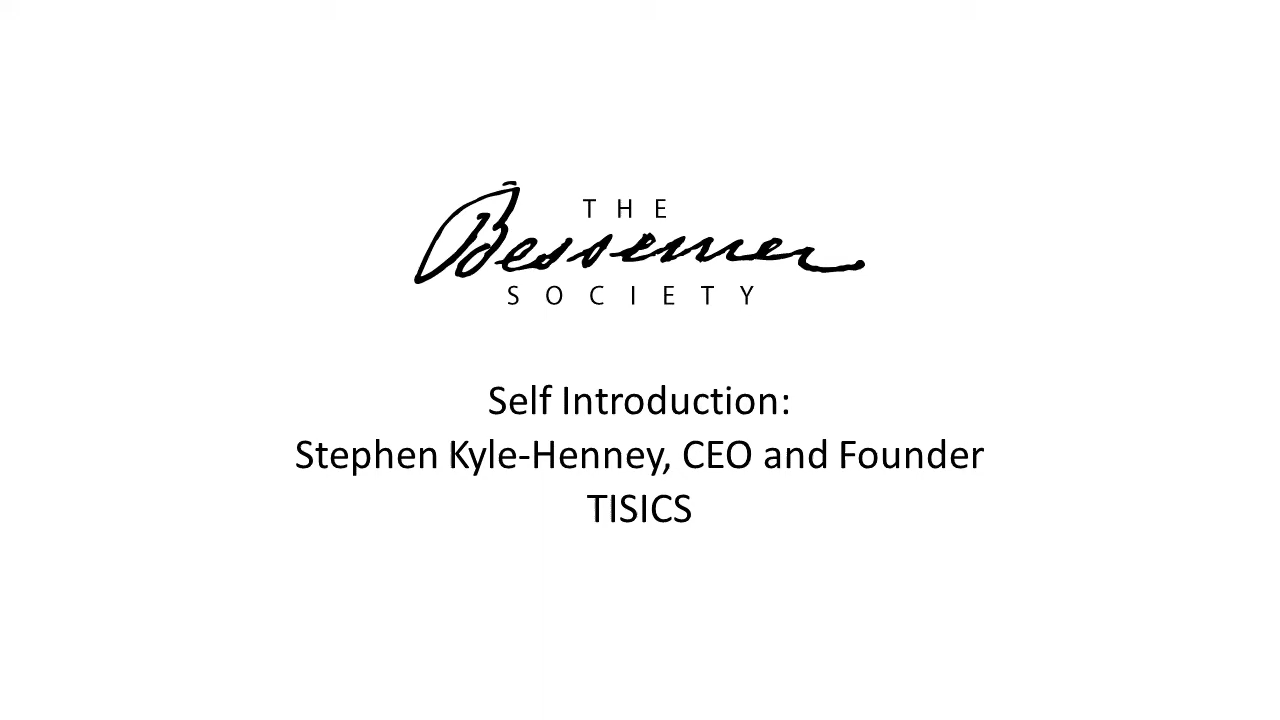 THE
Bessemer
SOCIETY
Self Introduction:
Stephen Kyle-Henney, CEO and Founder
TISICS